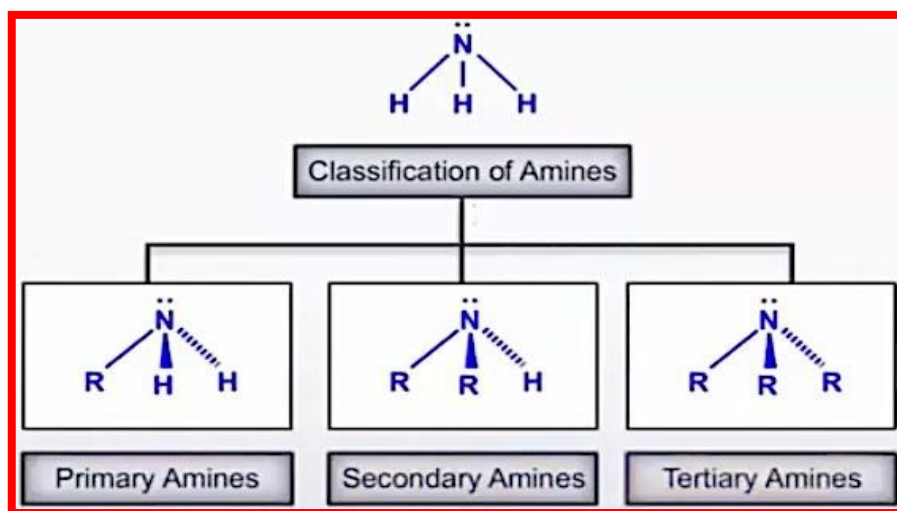 N
H H H
Classification of Amines
N
R H H
N
R R H
N
R R R
Primary Amines
Secondary Amines
Tertiary Amines